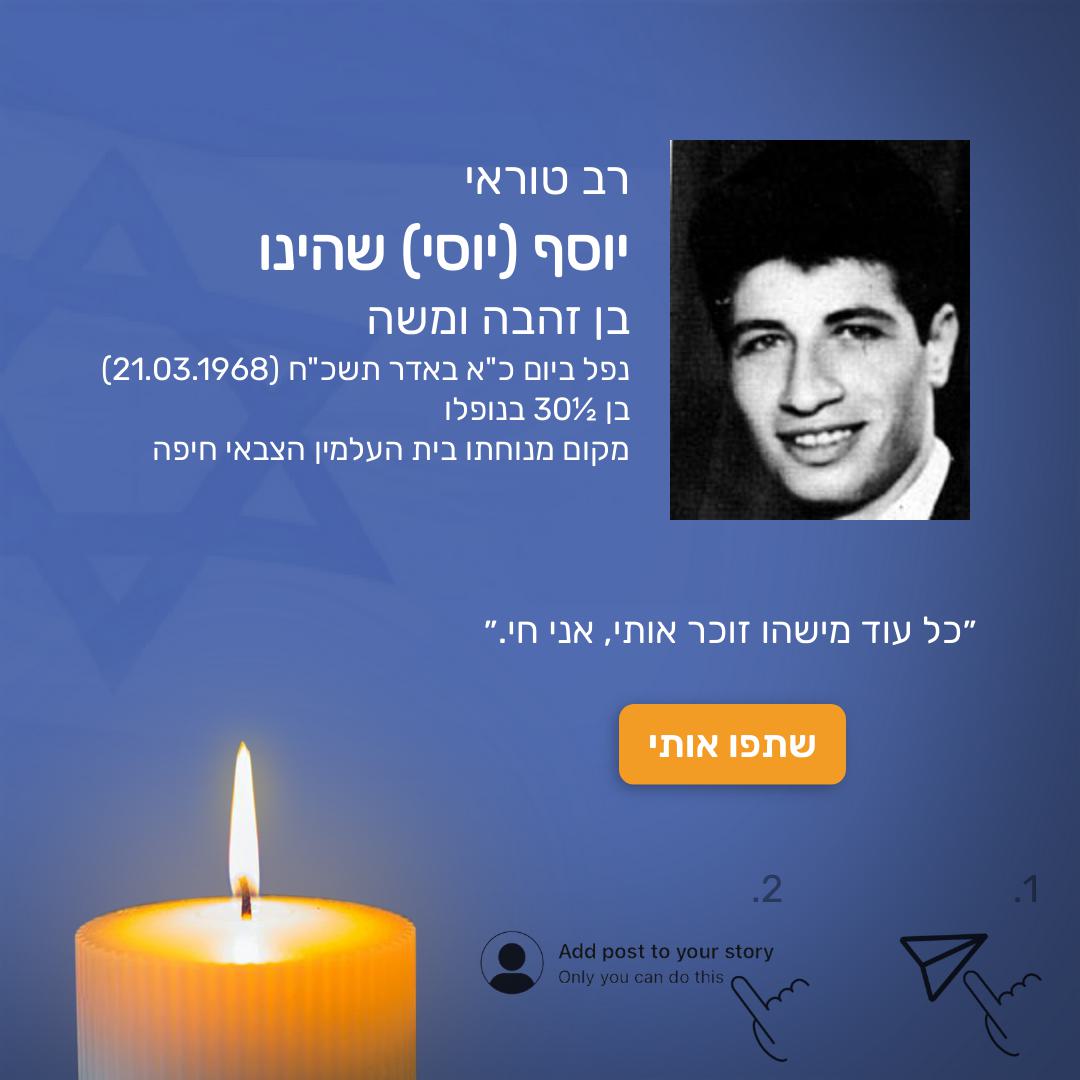 רב טוראי
יוסף (יוסי) שהינו
בן זהבה ומשה
נפל ביום כ"א באדר תשכ"ח (21.03.1968)
בן 30½ בנופלו
מקום מנוחתו בית העלמין הצבאי חיפה
״כל עוד מישהו זוכר אותי, אני חי.״
שתפו אותי
1.
2.
Add post to your story
Only you can do this